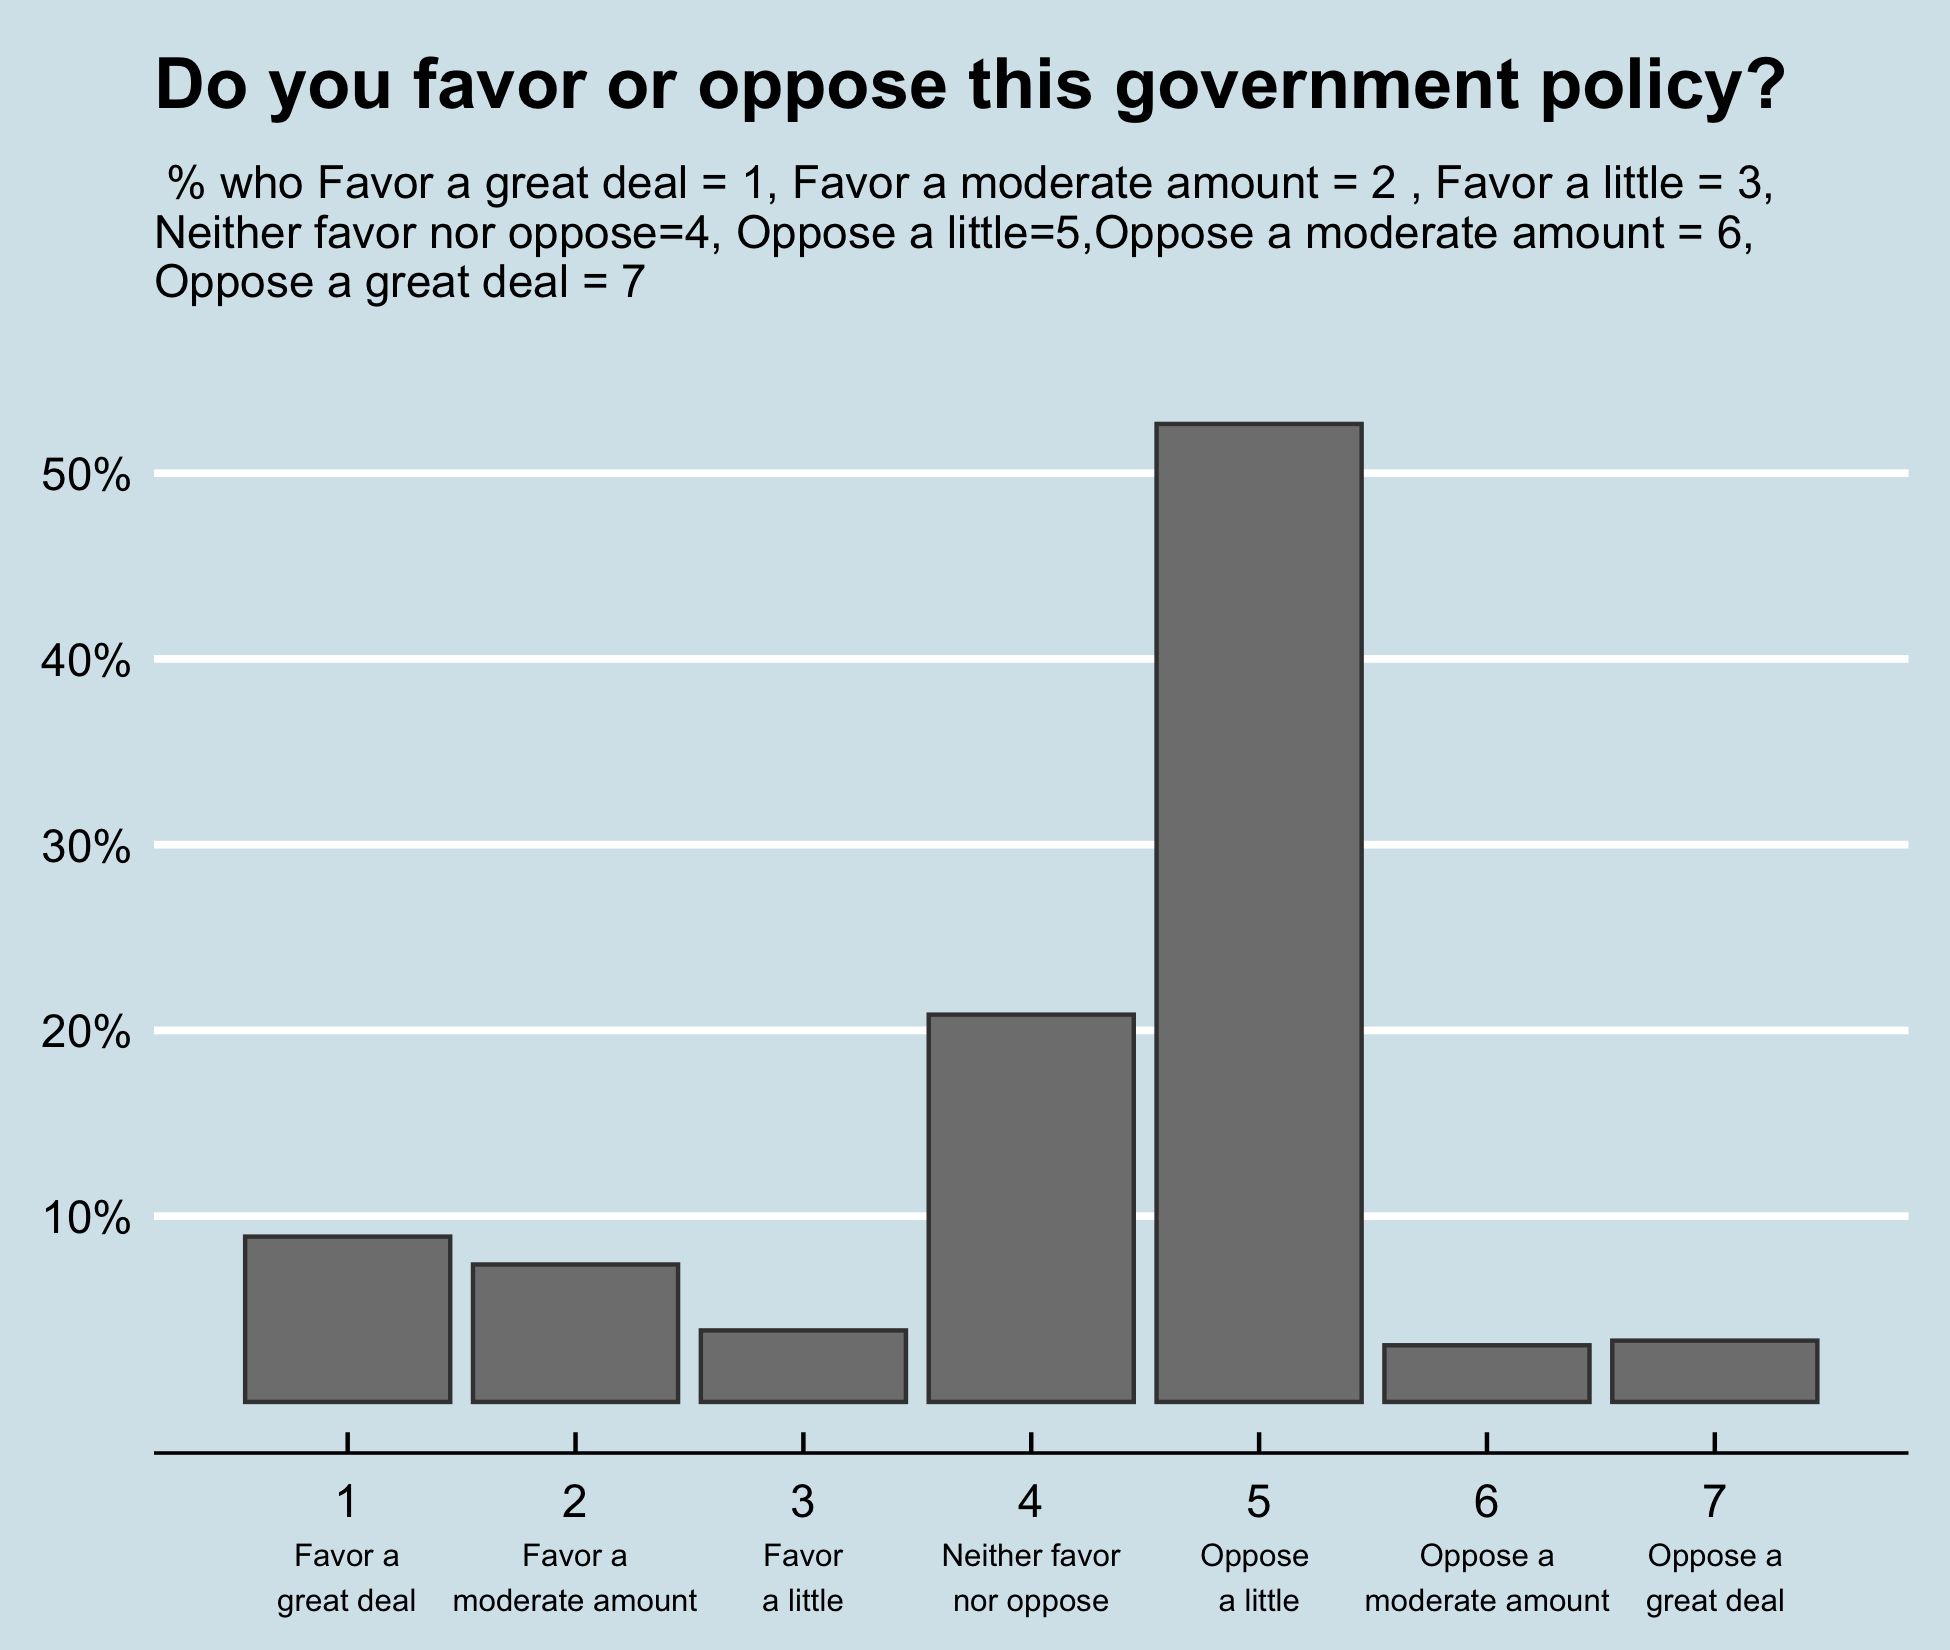 Do you favor or oppose this government policy?
% who Favor a great deal = 1, Favor a moderate amount = 2 , Favor a little = 3,
Neither favor nor oppose=4, Oppose a little=5,Oppose a moderate amount = 6,
Oppose a great deal = 7
50%
40%
30%
20%
10%
1 2 3 4 5 6 7
Favor a Favor a Favor Neither favor Oppose Oppose a Oppose a
great deal moderate amount a little nor oppose a little moderate amount great deal